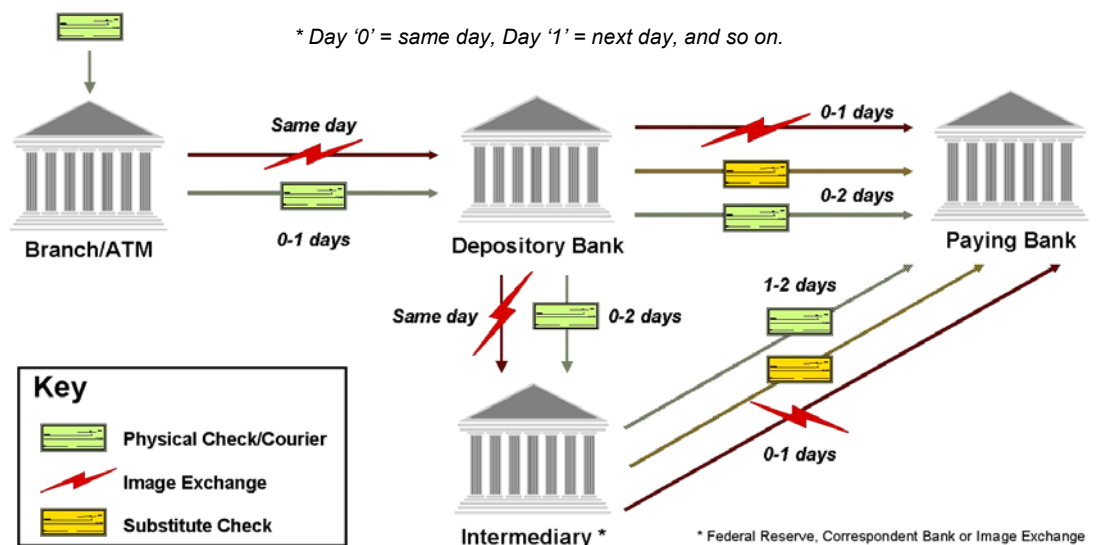 * Day ‘0’ = same day, Day ‘1’ = next day, and so on.
Same day
0-1 days
0-1 days
0-2 days
Branch/ATM
Depository Bank
Paying Bank
Same day
0-2 days
1-2 days
0-1 days
Key
Physical Check/Courier
Image Exchange
Substitute Check
Intermediary *
* Federal Reserve, Correspondent Bank or Image Exchange